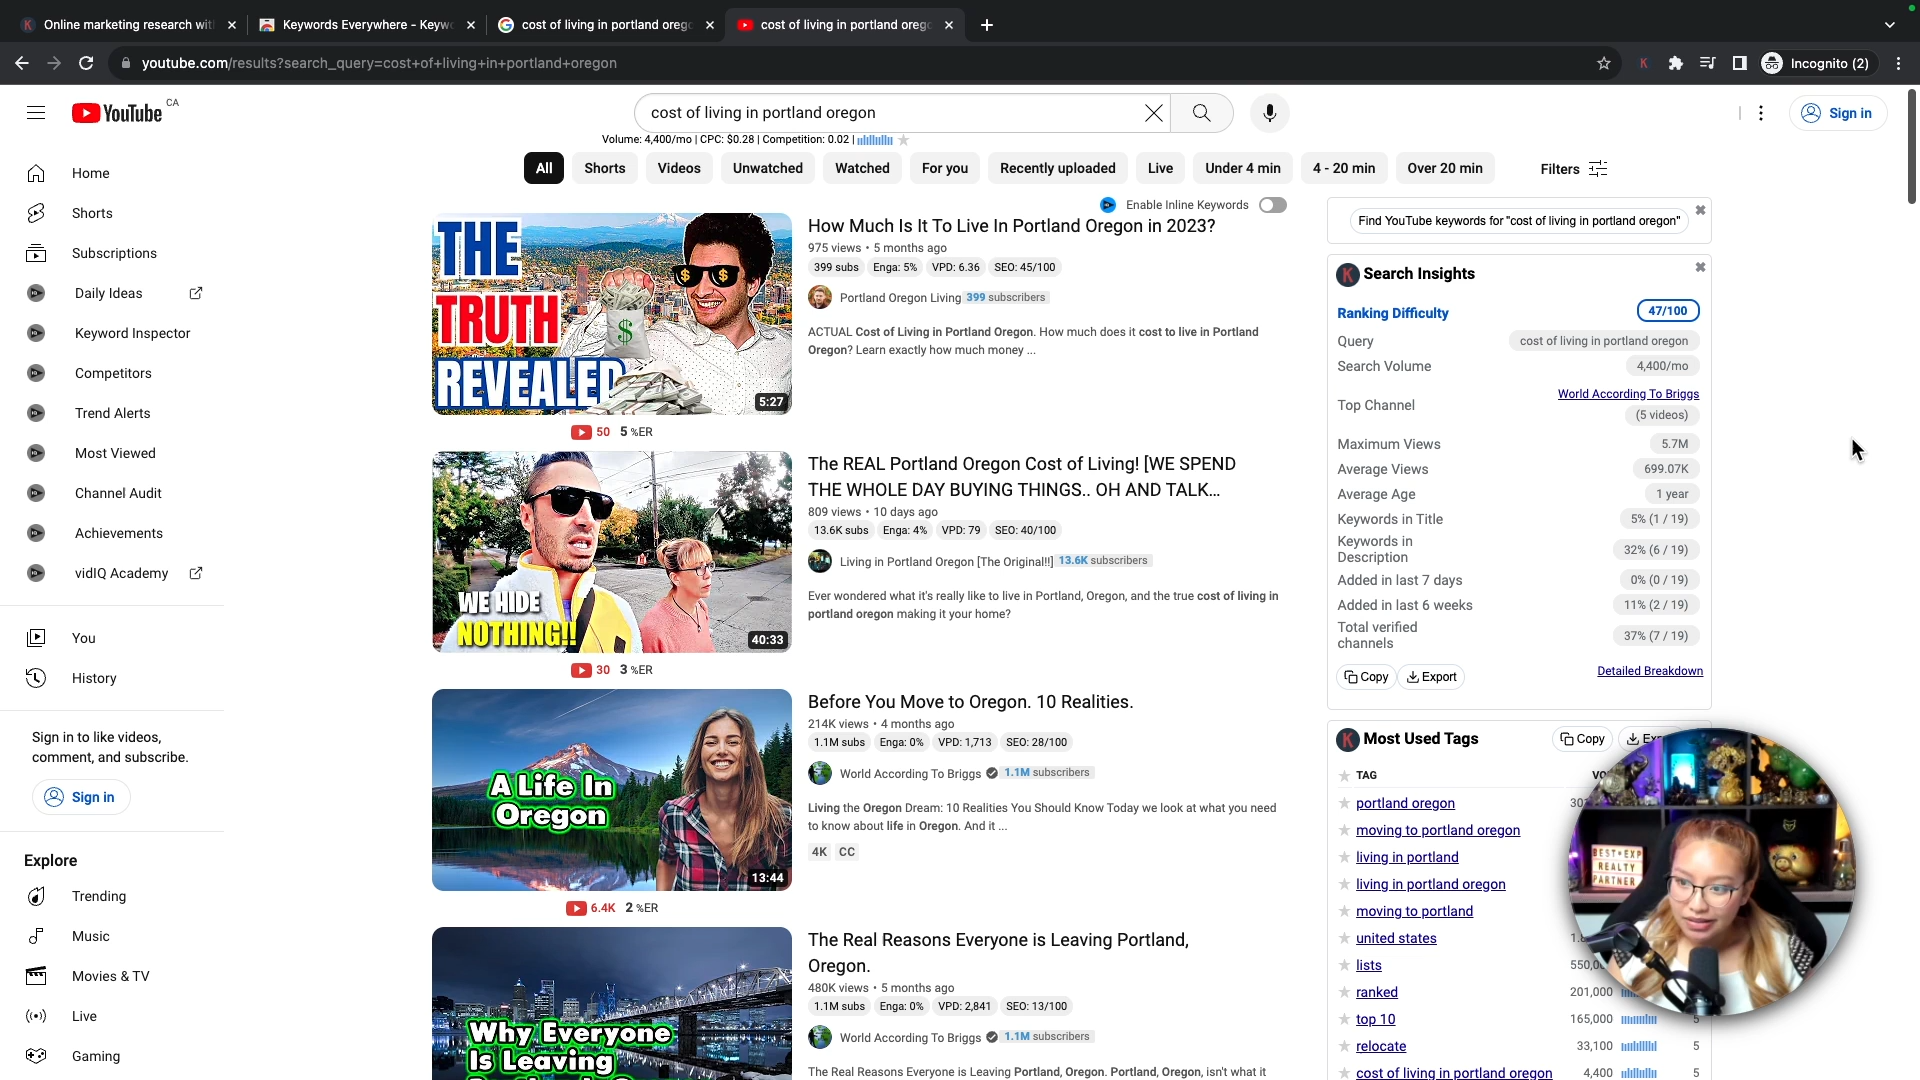 Online marketing research wit
Keywords Everywhere - Keyw
cost of living in portland orego
cost of living in portland orego
youtube.com/results?search_query=cost+of+living+in+portland+oregon
Incognito (2)
YouTube CA
cost of living in portland oregon
Sign in
Volume: 4,400/mo | CPC: $0.28 | Competition: 0.02 |
All
Shorts
Videos
Unwatched
Watched
For you
Recently uploaded
Live
Under 4 min
4 - 20 min
Over 20 min
Filters
Home
Shorts
Subscriptions
Daily Ideas
Keyword Inspector
Competitors
Trend Alerts
Most Viewed
Channel Audit
Achievements
vidIQ Academy
You
History
Sign in to like videos,
comment, and subscribe.
Sign in
Explore
Trending
Music
Movies & TV
Live
Gaming
Enable Inline Keywords
THE
TRUTH
REVEALED
5:27
50 5 %ER
How Much Is It To Live In Portland Oregon in 2023?
975 views • 5 months ago
399 subs Enga: 5% VPD: 6.36 SEO: 45/100
Portland Oregon Living 399 subscribers
ACTUAL Cost of Living in Portland Oregon. How much does it cost to live in Portland
Oregon? Learn exactly how much money ...
WE HIDE
NOTHING!!
40:33
30 3 %ER
The REAL Portland Oregon Cost of Living! [WE SPEND
THE WHOLE DAY BUYING THINGS.. OH AND TALK...
809 views • 10 days ago
13.6K subs Enga: 4% VPD: 79 SEO: 40/100
Living in Portland Oregon [The Original!!] 13.6K subscribers
Ever wondered what it's really like to live in Portland, Oregon, and the true cost of living in
portland oregon making it your home?
A Life In
Oregon
13:44
6.4K 2 %ER
Before You Move to Oregon. 10 Realities.
214K views • 4 months ago
1.1M subs Enga: 0% VPD: 1,713 SEO: 28/100
World According To Briggs 1.1M subscribers
Living the Oregon Dream: 10 Realities You Should Know Today we look at what you need
to know about life in Oregon. And it ...
4K CC
Why Everyone
Is Leaving
The Real Reasons Everyone is Leaving Portland,
Oregon.
480K views • 5 months ago
1.1M subs Enga: 0% VPD: 2,841 SEO: 13/100
World According To Briggs 1.1M subscribers
The Real Reasons Everyone is Leaving Portland, Oregon. Portland, Oregon, isn't what it
Find YouTube keywords for "cost of living in portland oregon"
K Search Insights
Ranking Difficulty 47/100
Query cost of living in portland oregon
Search Volume 4,400/mo
Top Channel World According To Briggs
(5 videos)
Maximum Views 5.7M
Average Views 699.07K
Average Age 1 year
Keywords in Title 5% (1 / 19)
Keywords in
Description 32% (6 / 19)
Added in last 7 days 0% (0 / 19)
Added in last 6 weeks 11% (2 / 19)
Total verified
channels 37% (7 / 19)
Copy Export Detailed Breakdown
K Most Used Tags Copy
TAG
portland oregon
moving to portland oregon
living in portland
living in portland oregon
moving to portland
united states
lists
ranked 201,000
top 10 165,000 5
relocate 33,100 5
cost of living in portland oregon 4,400 5
BEST EXP
REALTY
PARTNER